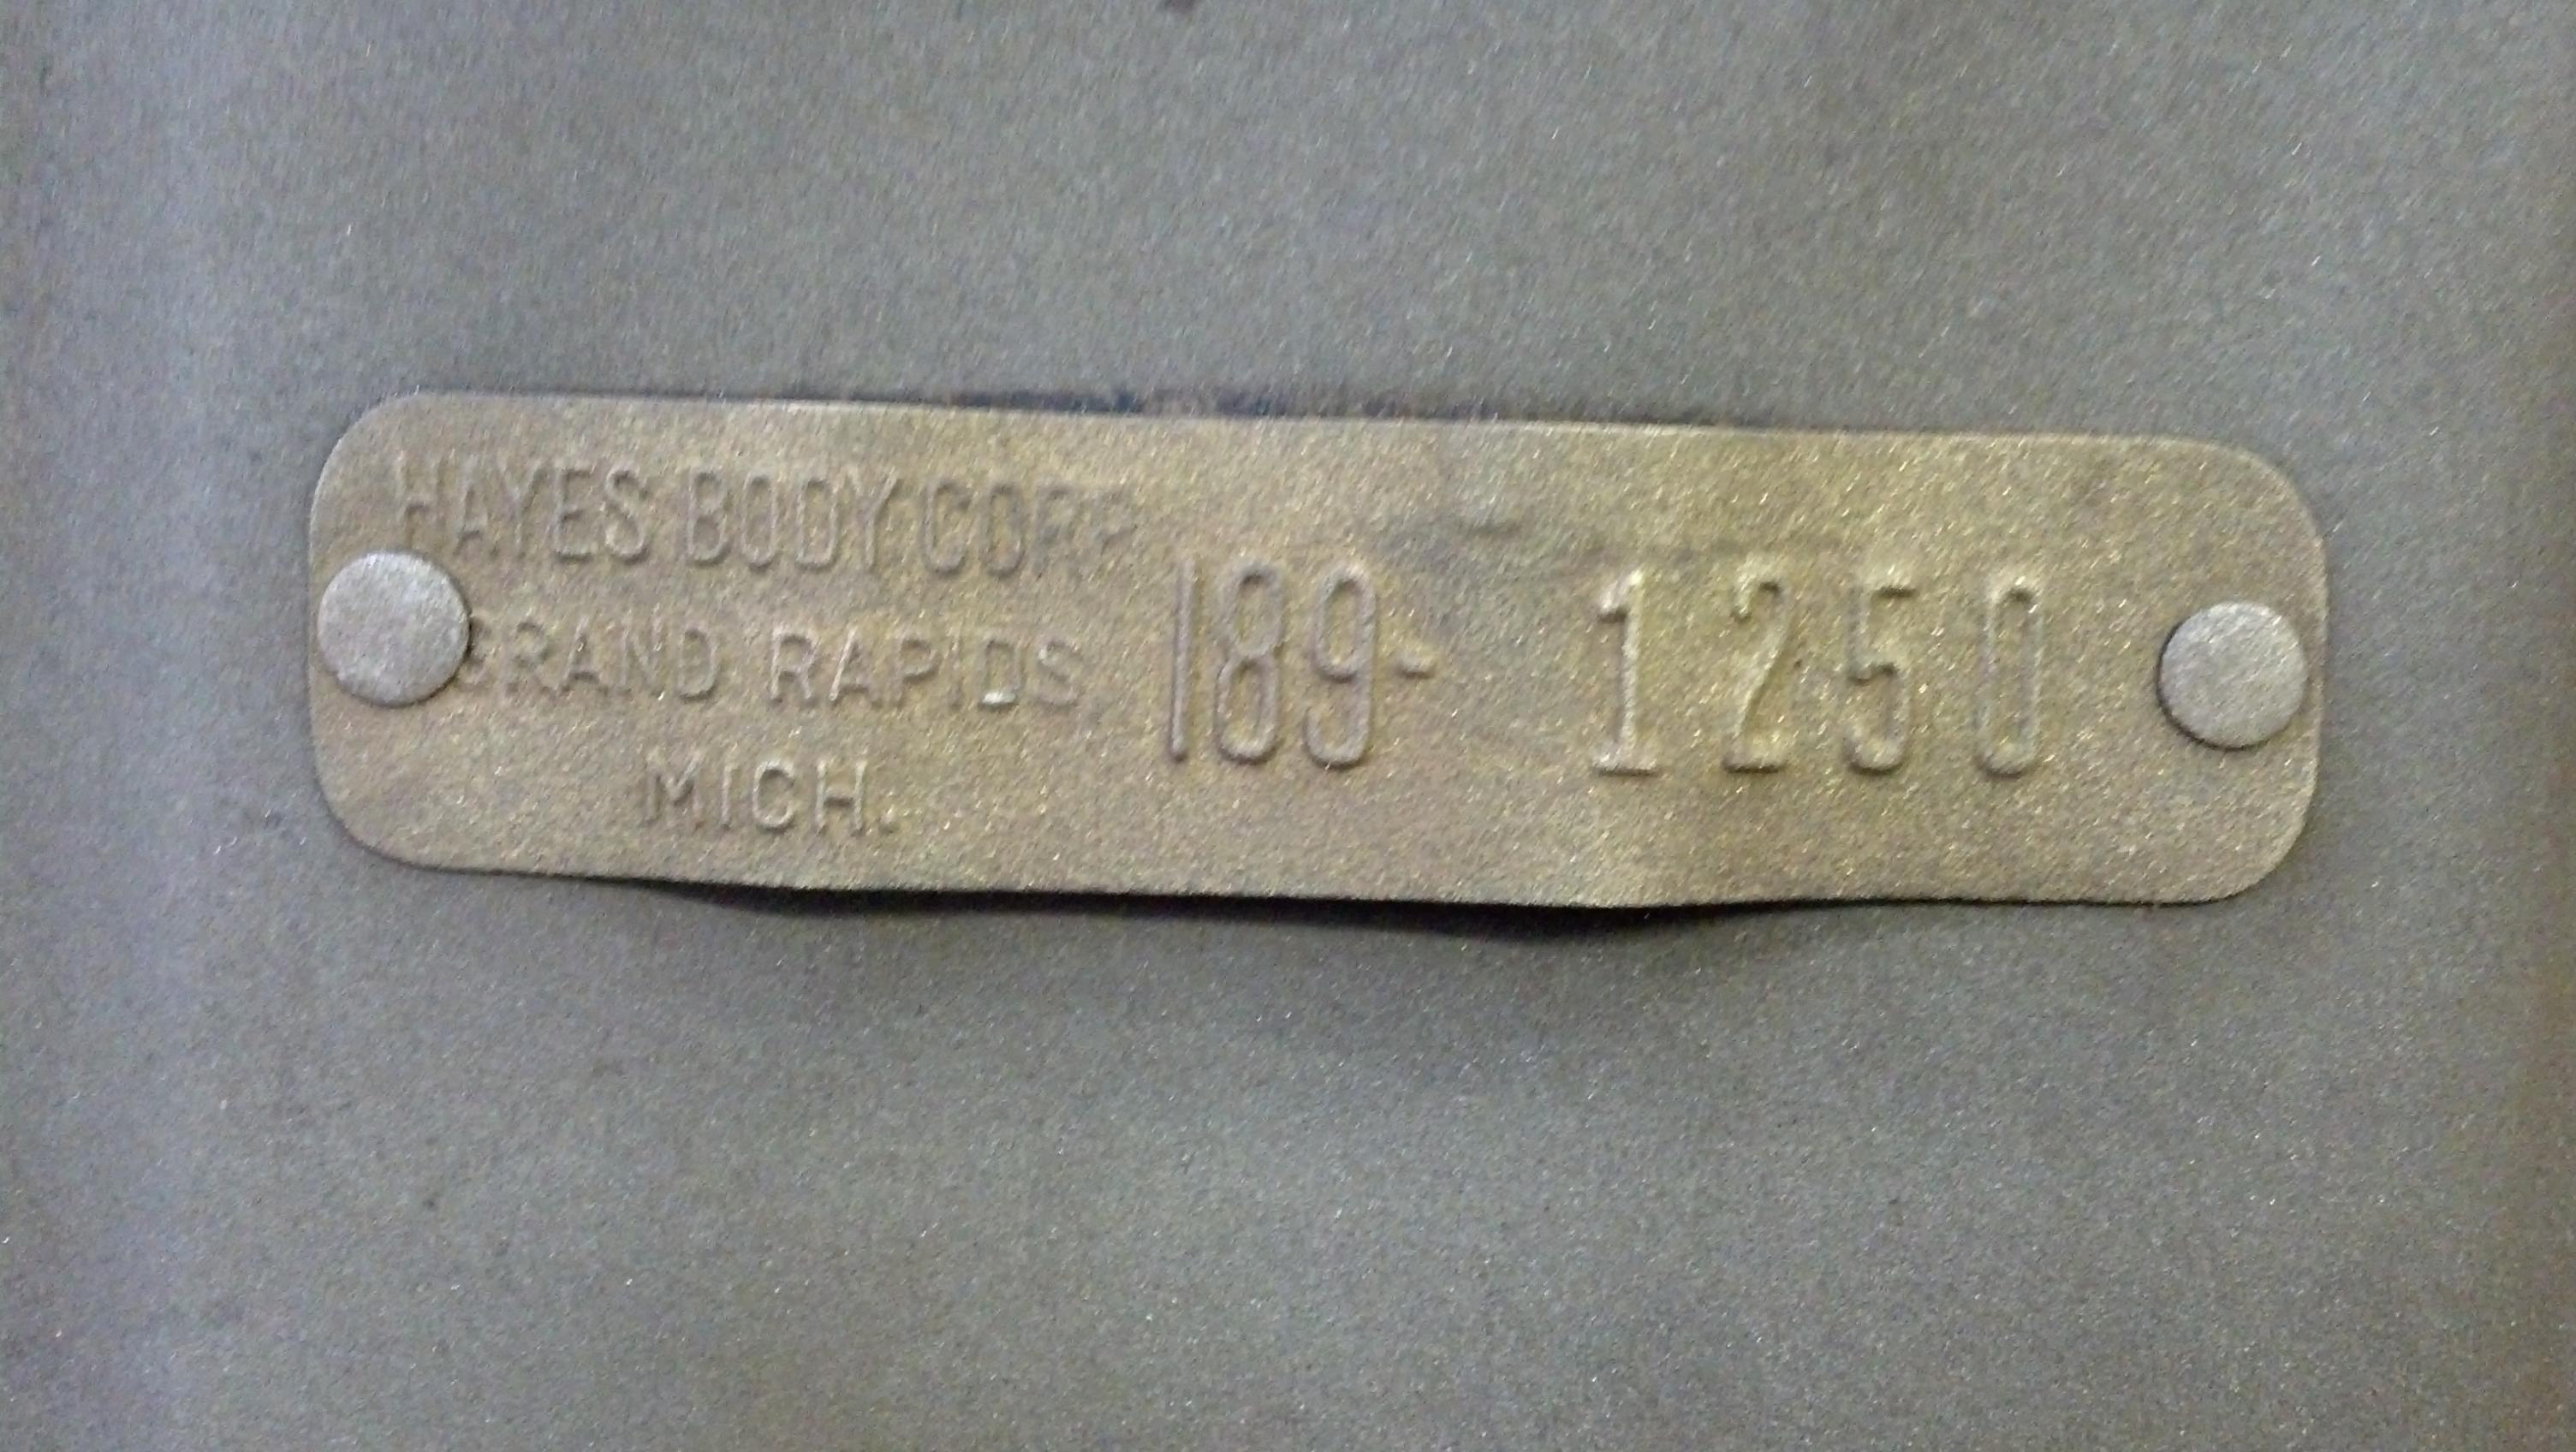 HAYES BODY CORP
GRAND RAPIDS
MICH.
189- 1250